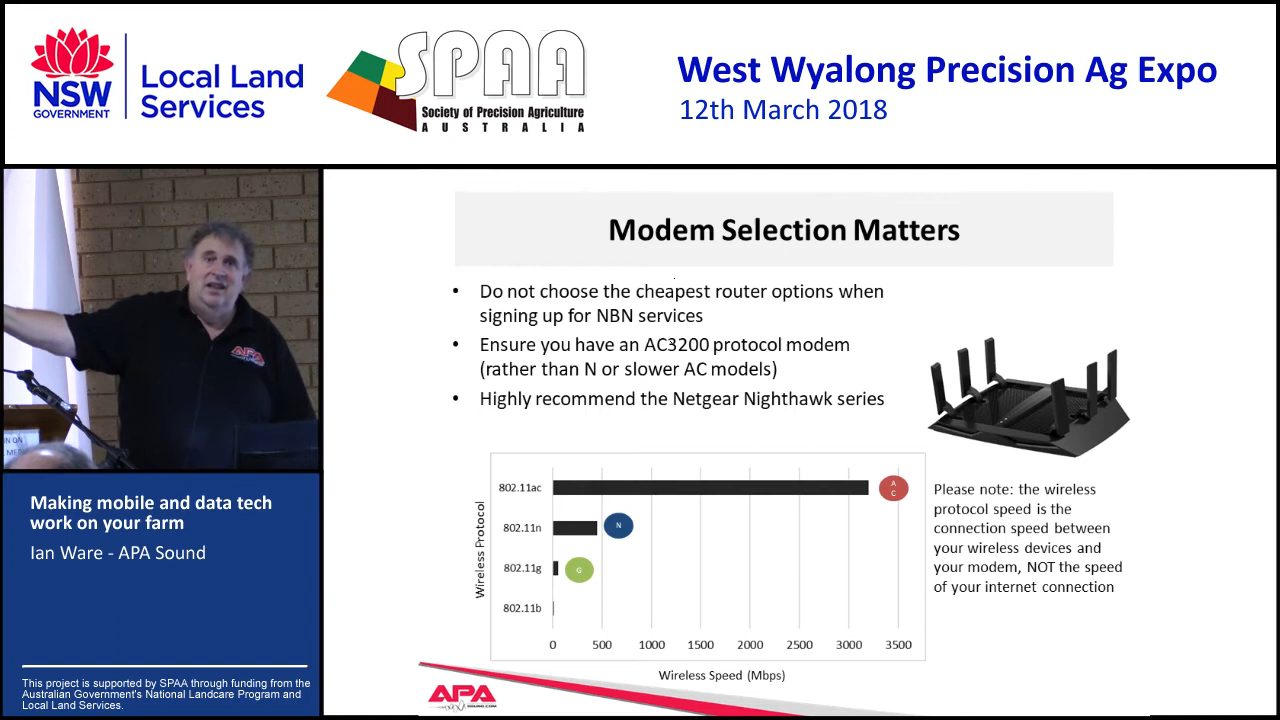 NSW
GOVERNMENT
Local Land
Services
SPAA
Society of Precision Agriculture
AUSTRALIA
West Wyalong Precision Ag Expo
12th March 2018
APA
Making mobile and data tech
work on your farm
Ian Ware - APA Sound
This project is supported by SPAA through funding from the
Australian Government's National Landcare Program and
Local Land Services.
Modem Selection Matters
• Do not choose the cheapest router options when
signing up for NBN services
• Ensure you have an AC3200 protocol modem
(rather than N or slower AC models)
• Highly recommend the Netgear Nighthawk series
Wireless Protocol
802.11ac
A
C
802.11n
N
802.11g
G
802.11b
0 500 1000 1500 2000 2500 3000 3500
Wireless Speed (Mbps)
Please note: the wireless
protocol speed is the
connection speed between
your wireless devices and
your modem, NOT the speed
of your internet connection
APA
SOUND.COM